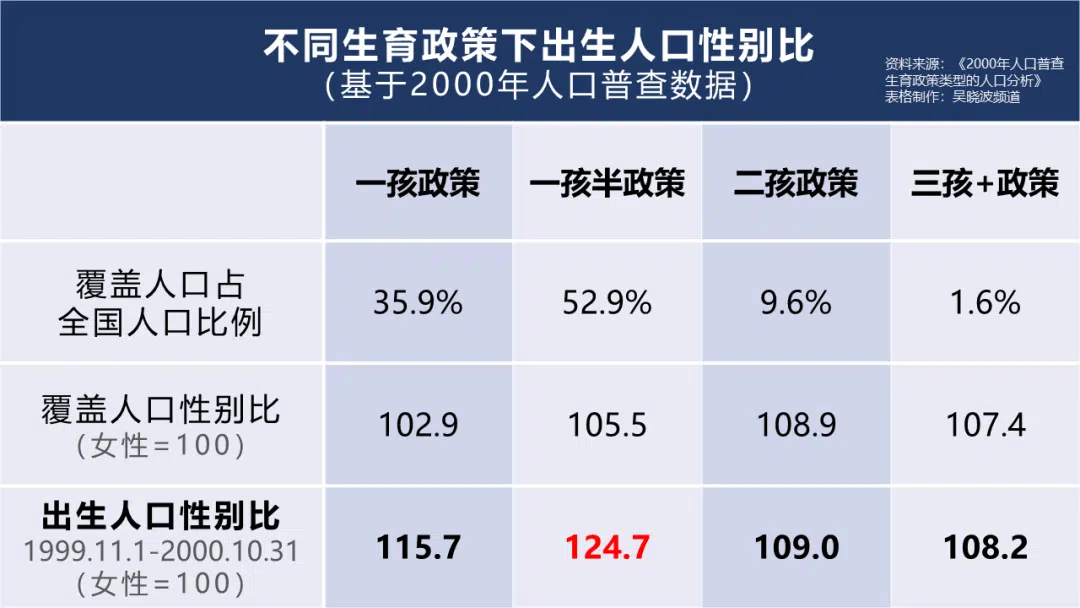 不同生育政策下出生人口性别比
(基于2000年人口普查数据)
资料来源：《2000年人口普查
生育政策类型的人口分析》
表格制作：吴晓波频道
一孩政策 一孩半政策 二孩政策 三孩+政策
覆盖人口占
全国人口比例
35.9% 52.9% 9.6% 1.6%
覆盖人口性别比
(女性=100)
102.9 105.5 108.9 107.4
出生人口性别比
1999.11.1-2000.10.31
(女性=100)
115.7 124.7 109.0 108.2